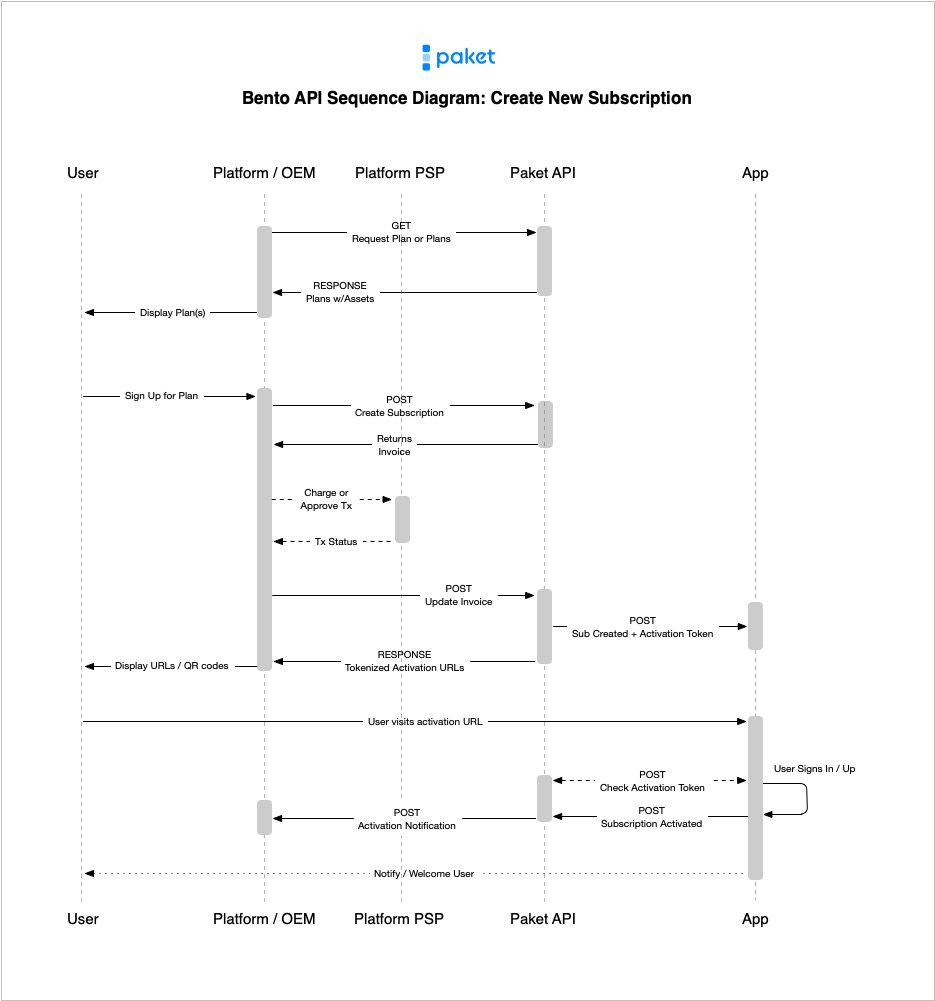 paket
Bento API Sequence Diagram: Create New Subscription
User
Platform / OEM
Platform PSP
Paket API
App
GET
Request Plan or Plans
RESPONSE
Plans w/Assets
Display Plan(s)
Sign Up for Plan
POST
Create Subscription
Returns
Invoice
Charge or
Approve Tx
Tx Status
POST
Update Invoice
POST
Sub Created + Activation Token
RESPONSE
Tokenized Activation URLs
Display URLs / QR codes
User visits activation URL
User Signs In / Up
POST
Check Activation Token
POST
Subscription Activated
POST
Activation Notification
Notify / Welcome User
User
Platform / OEM
Platform PSP
Paket API
App